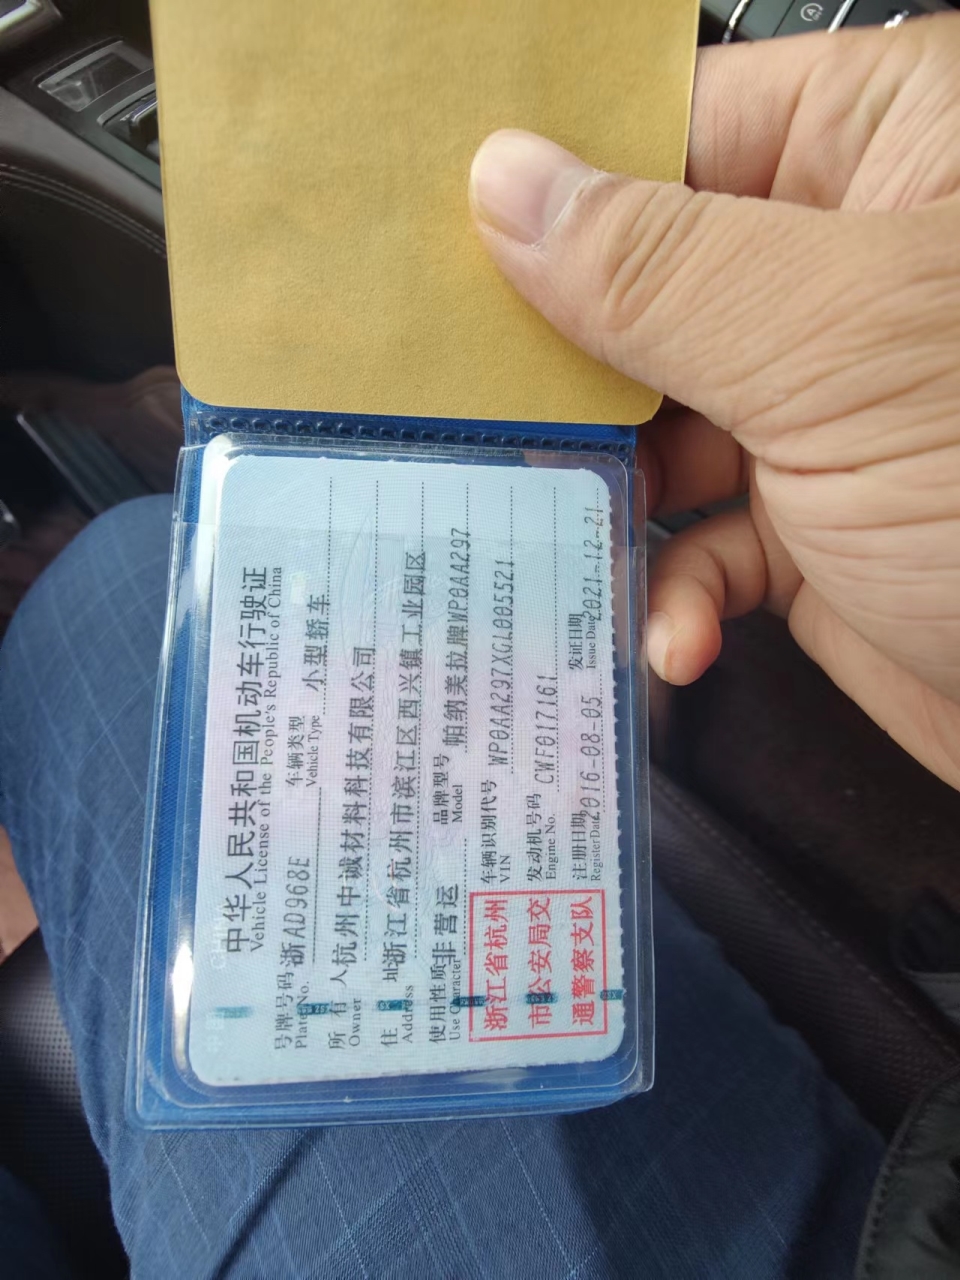 中华人民共和国机动车行驶证
Vehicle License of the People's Republic of China
号牌号码 浙AD968E 车辆类型 小型轿车
Plate No. Vehicle Type
所有人 杭州中诚材料科技有限公司
Owner
住址 浙江省杭州市滨江区西兴镇工业园区
Address
使用性质 非营运 品牌型号 帕纳美拉牌WP0AA297
Use Character Model
浙江省杭州
市公安局交
通警察支队
车辆识别代号 WP0AA297XGL005521
VIN
发动机号码 CWF017161
Engine No.
注册日期 2016-08-05 发证日期 2021-12-21
Register Date Issue Date